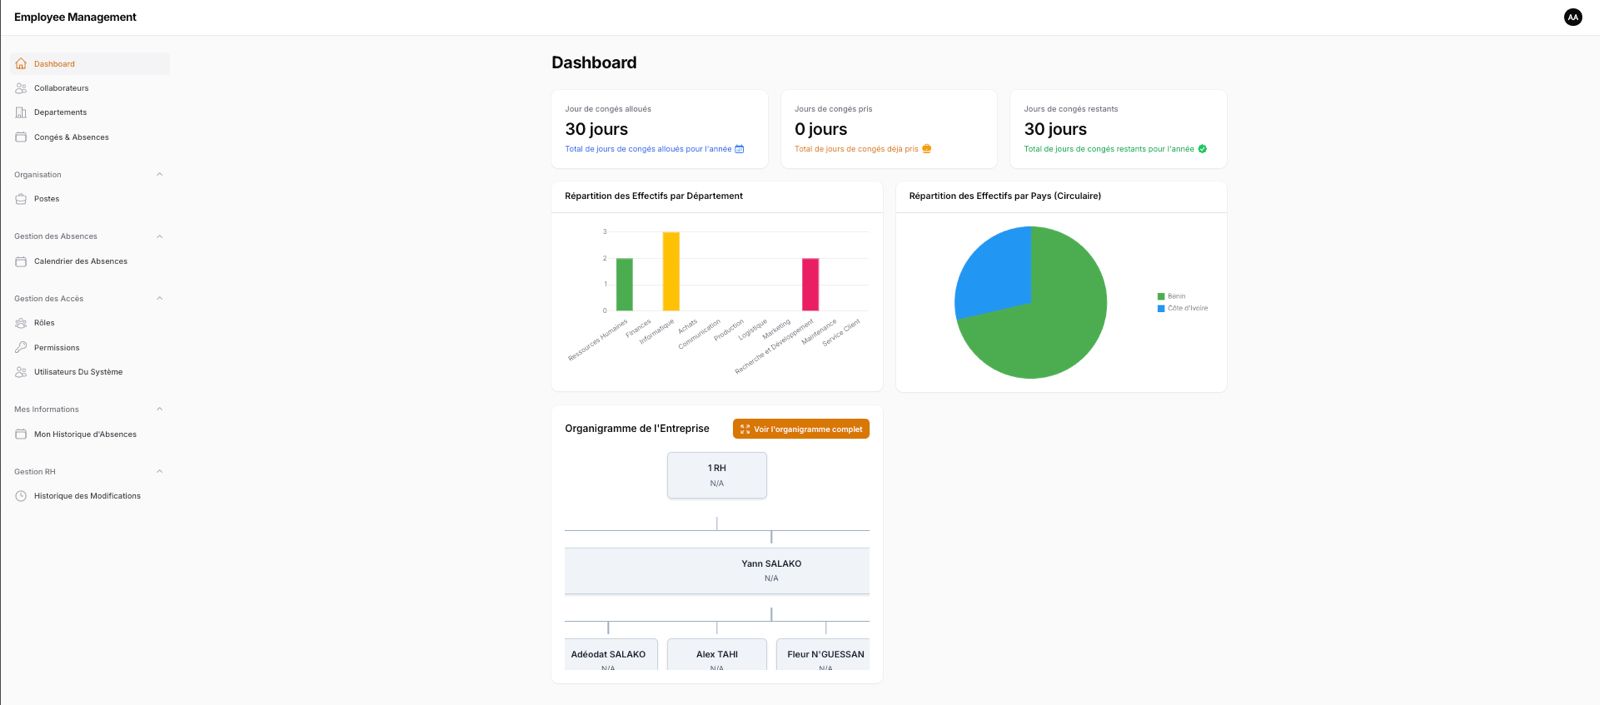 Employee Management
AA
Dashboard
Collaborateurs
Departements
Congés & Absences
Organisation
Postes
Gestion des Absences
Calendrier des Absences
Gestion des Accès
Rôles
Permissions
Utilisateurs Du Système
Mes Informations
Mon Historique d'Absences
Gestion RH
Historique des Modifications
Dashboard
Jour de congés alloués
30 jours
Total de jours de congés alloués pour l'année
Jours de congés pris
0 jours
Total de jours de congés déjà pris
Jours de congés restants
30 jours
Total de jours de congés restants pour l'année
Répartition des Effectifs par Département
3
2
1
0
Ressources Humaines
Finances
Informatique
Achats
Communication
Production
Logistique
Marketing
Recherche et Développement
Maintenance
Service Client
Répartition des Effectifs par Pays (Circulaire)
Benin
Côte d'Ivoire
Organigramme de l'Entreprise
Voir l'organigramme complet
1 RH
N/A
Yann SALAKO
N/A
Adéodat SALAKO
N/A
Alex TAHI
N/A
Fleur N'GUESSAN
N/A